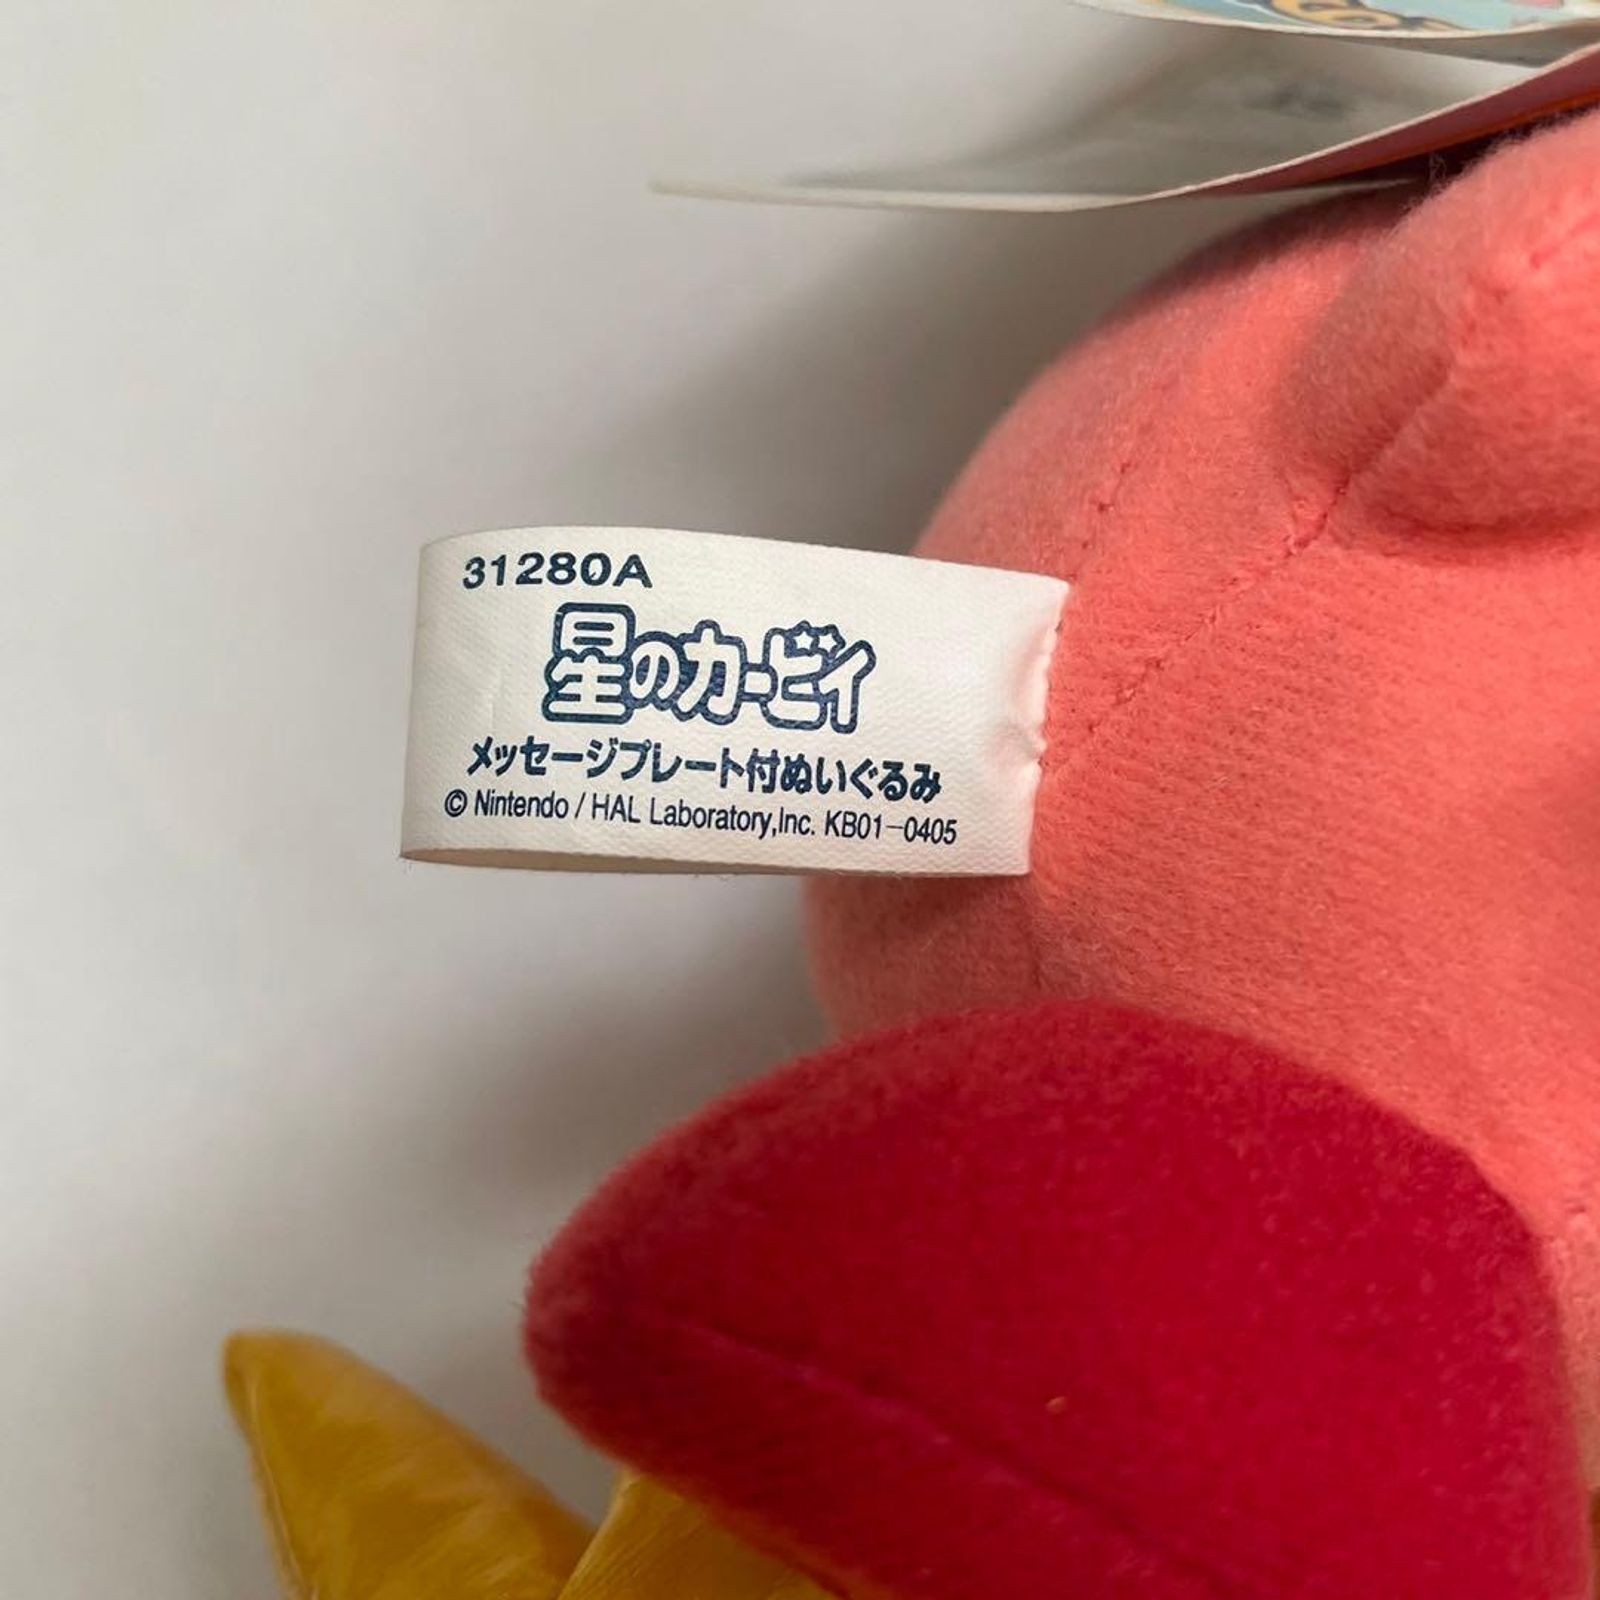 31280A
星のカービィ
メッセージプレート付ぬいぐるみ
© Nintendo / HAL Laboratory,Inc. KB01-0405